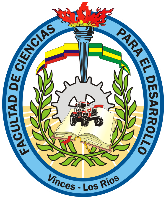 FACULTAD DE CIENCIAS
PARA EL DESARROLLO
Vinces - Los Ríos